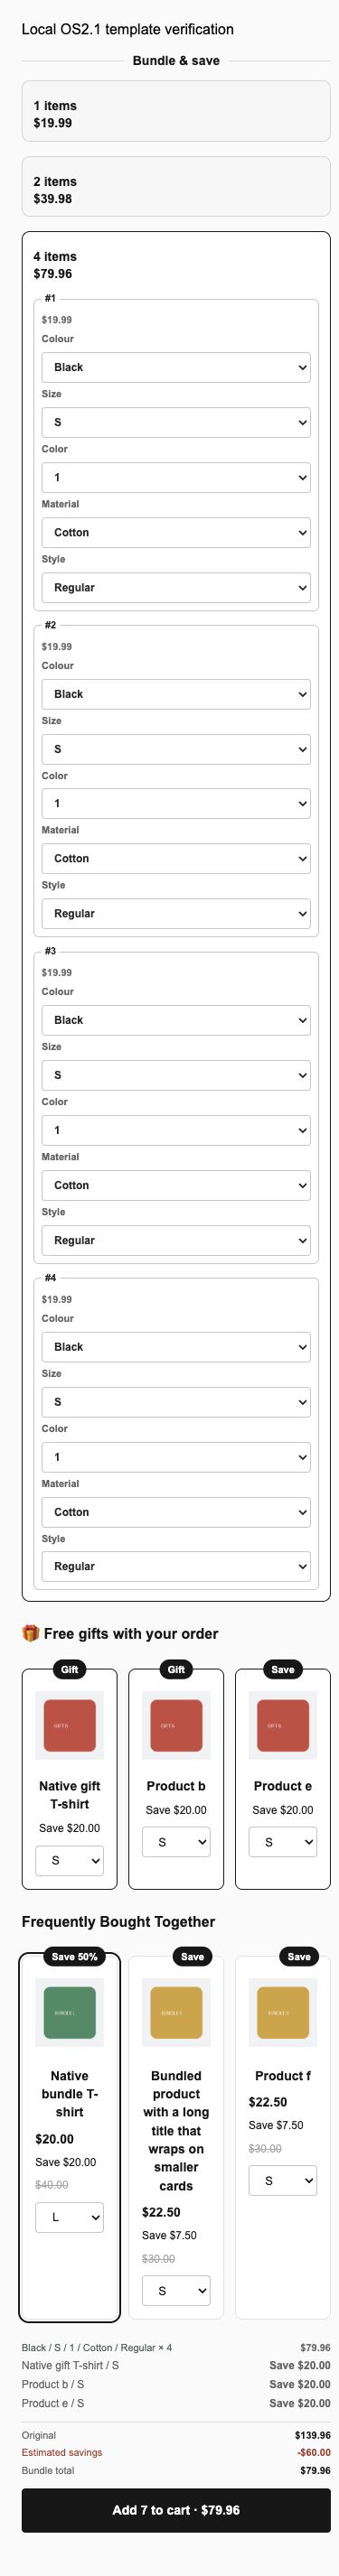 Local OS2.1 template verification
Bundle & save
1 items
$19.99
2 items
$39.98
4 items
$79.96
#1
$19.99
Colour
Black
Size
S
Color
1
Material
Cotton
Style
Regular
#2
$19.99
Colour
Black
Size
S
Color
1
Material
Cotton
Style
Regular
#3
$19.99
Colour
Black
Size
S
Color
1
Material
Cotton
Style
Regular
#4
$19.99
Colour
Black
Size
S
Color
1
Material
Cotton
Style
Regular
🎁 Free gifts with your order
Gift
Native gift
T-shirt
Save $20.00
S
Gift
Product b
Save $20.00
S
Save
Product e
Save $20.00
S
Frequently Bought Together
Save 50%
Native
bundle T-
shirt
$20.00
Save $20.00
$40.00
L
Save
Bundled
product
with a long
title that
wraps on
smaller
cards
$22.50
Save $7.50
$30.00
S
Save
Product f
$22.50
Save $7.50
$30.00
S
Black / S / 1 / Cotton / Regular × 4 $79.96
Native gift T-shirt / S Save $20.00
Product b / S Save $20.00
Product e / S Save $20.00
Original $139.96
Estimated savings -$60.00
Bundle total $79.96
Add 7 to cart · $79.96